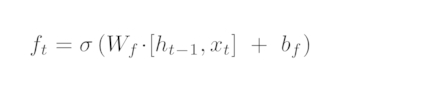 f_t = σ (W_f · [h_{t−1}, x_t] + b_f)